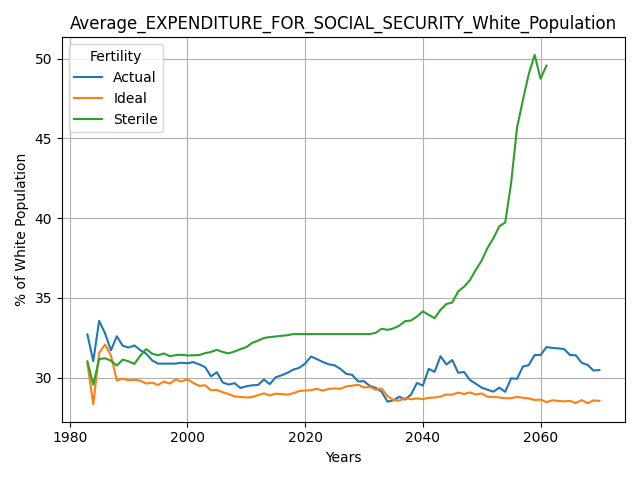 Average_EXPENDITURE_FOR_SOCIAL_SECURITY_White_Population
Fertility
Actual
Ideal
Sterile
% of White Population
50
45
40
35
30
1980
2000
2020
2040
2060
Years